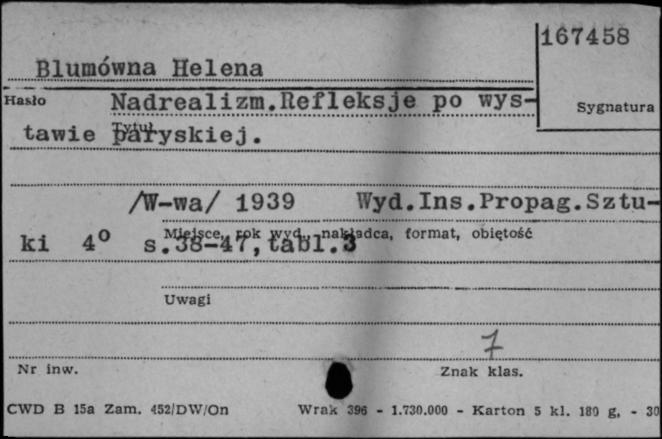 167458
Blumówna Helena
Hasło Nadrealizm.Refleksje po wys- Sygnatura
Tytuł
tawie paryskiej.
/W-wa/ 1939 Wyd.Ins.Propag.Sztu-
Miejsce, rok wyd., nakładca, format, objętość
ki 4° s.38-47,tabl.3
Uwagi
7
Nr inw. Znak klas.
CWD B 15a Zam. 452/DW/On Wrak 396 - 1.730.000 - Karton 5 kl. 180 g, - 30